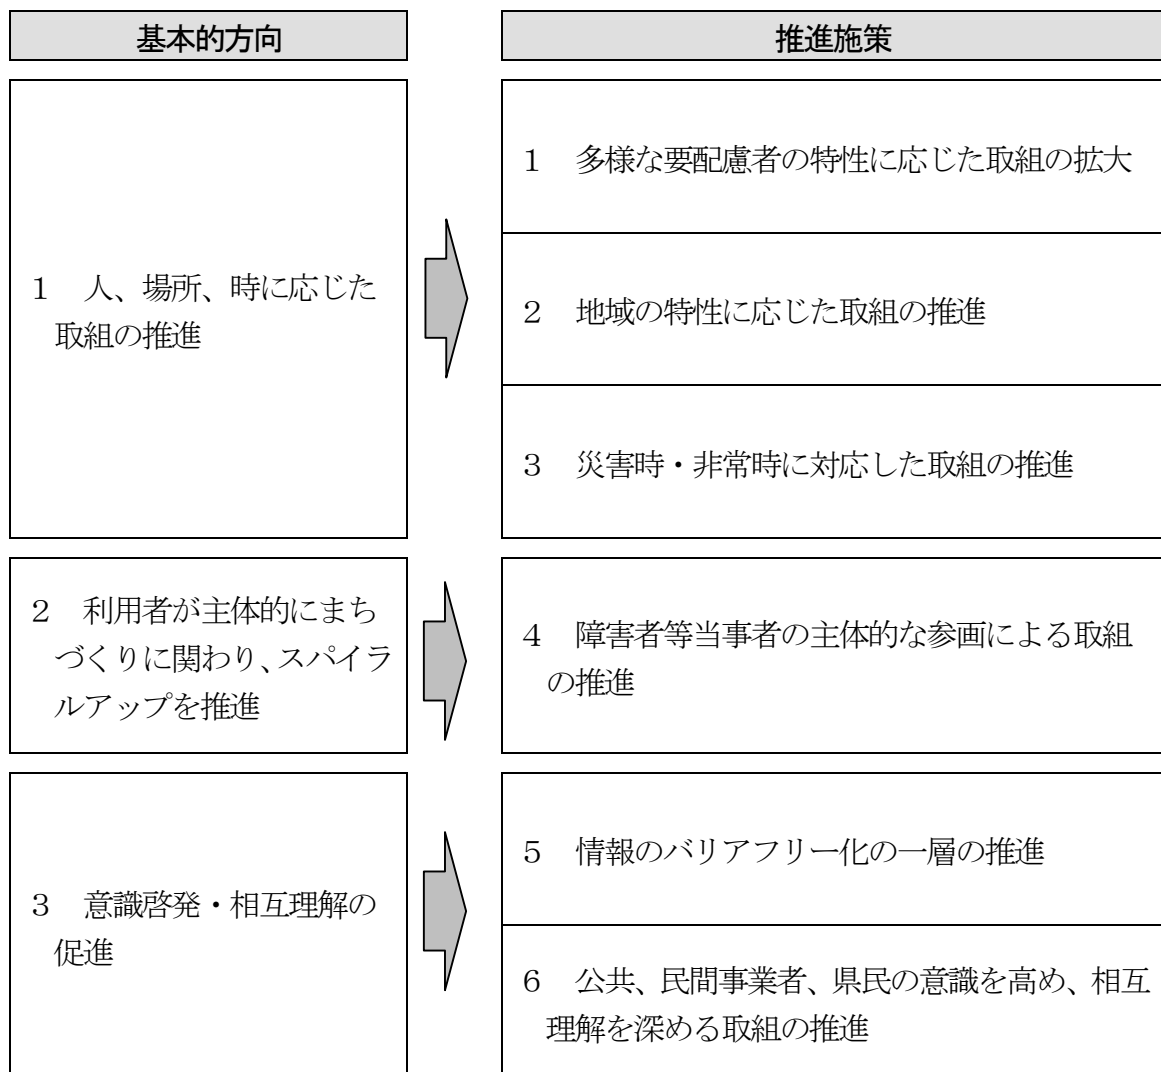 基本的方向
推進施策
１　人、場所、時に応じた
取組の推進
１　多様な要配慮者の特性に応じた取組の拡大
２　地域の特性に応じた取組の推進
３　災害時・非常時に対応した取組の推進
２　利用者が主体的にまち
づくりに関わり、スパイラ
ルアップを推進
４　障害者等当事者の主体的な参画による取組
の推進
３　意識啓発・相互理解の
促進
５　情報のバリアフリー化の一層の推進
６　公共、民間事業者、県民の意識を高め、相互
理解を深める取組の推進